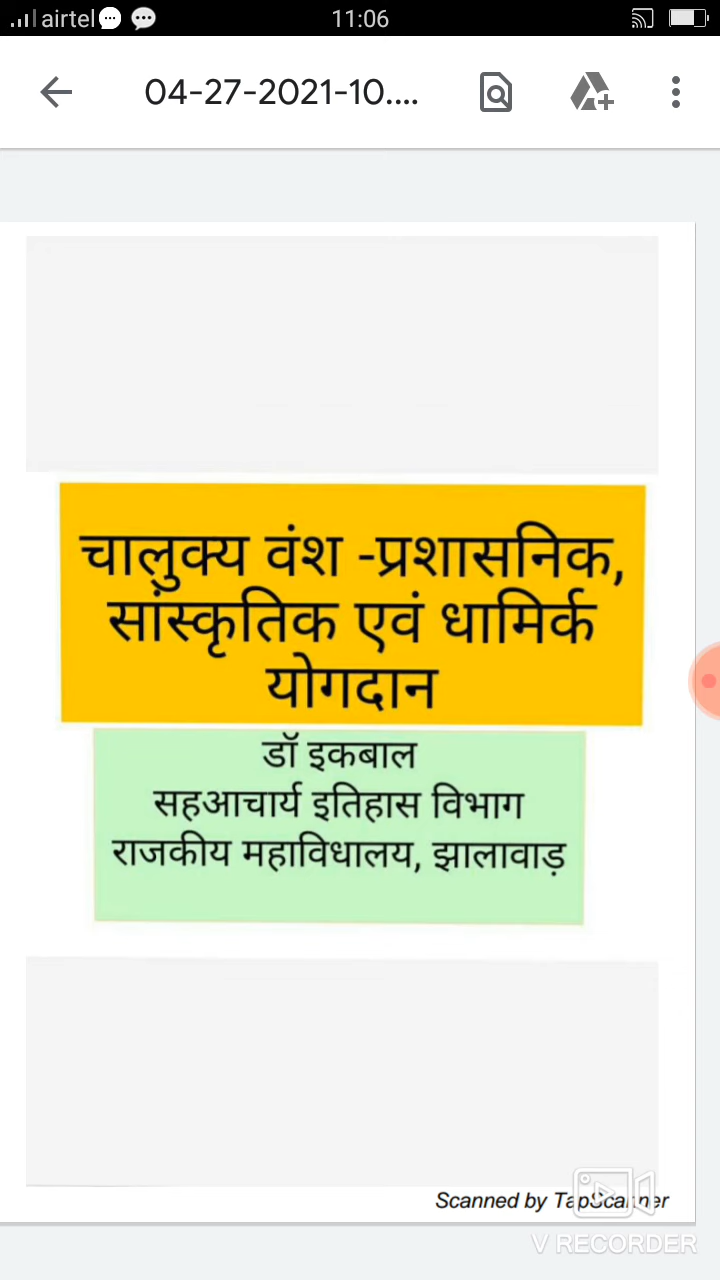 airtel
11:06
04-27-2021-10....
चालुक्य वंश -प्रशासनिक,
सांस्कृतिक एवं धामिर्क
योगदान
डॉ इकबाल
सहआचार्य इतिहास विभाग
राजकीय महाविधालय, झालावाड़
Scanned by TapScanner
V RECORDER